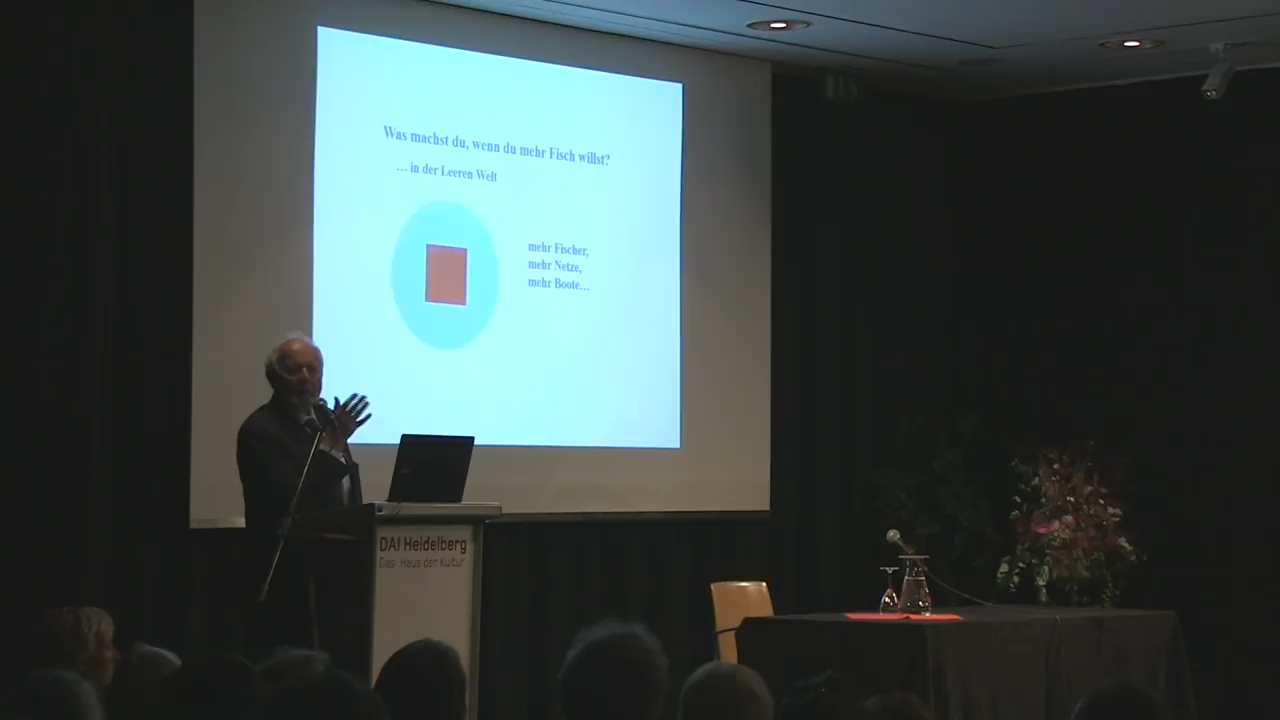 Was machst du, wenn du mehr Fisch willst?
... in der Leeren Welt
mehr Fischer,
mehr Netze,
mehr Boote...
DAI Heidelberg
Das Haus der Kultur